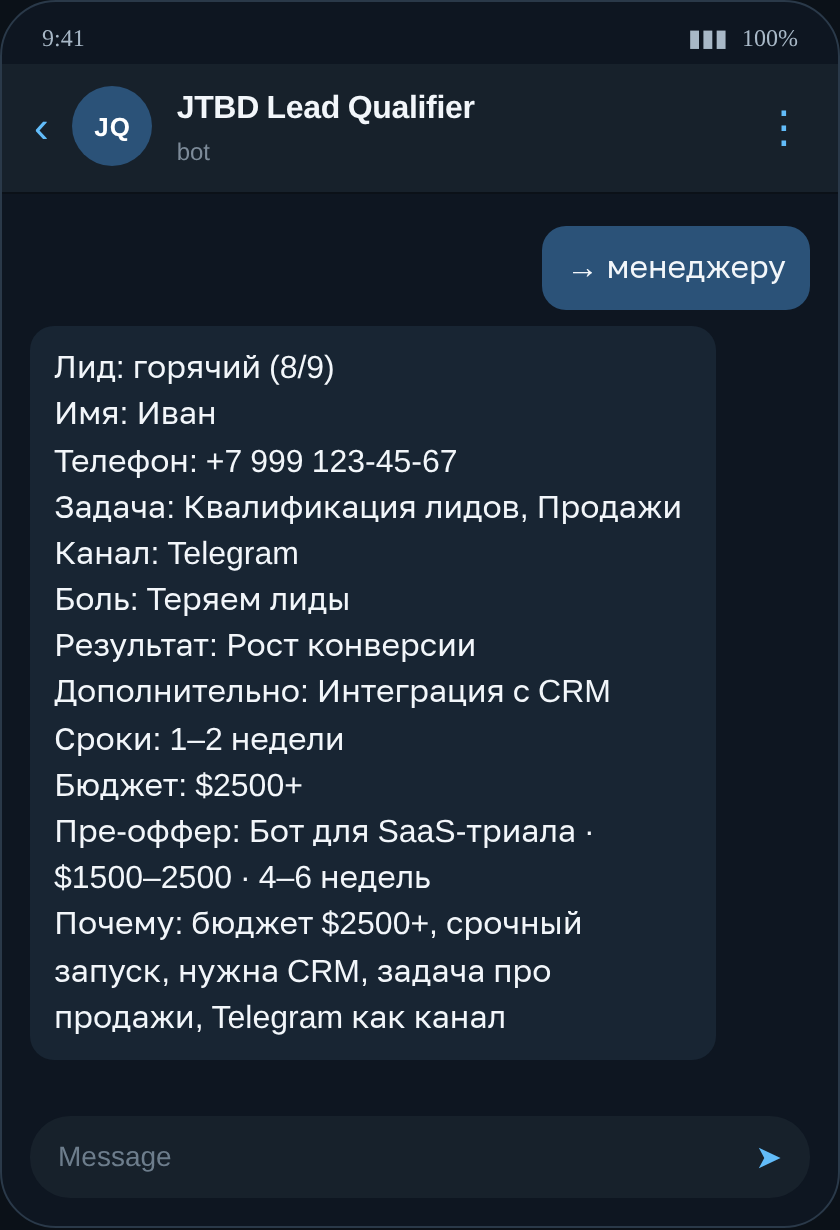 9:41
100%
JQ
JTBD Lead Qualifier
bot
→ менеджеру
Лид: горячий (8/9)
Имя: Иван
Телефон: +7 999 123-45-67
Задача: Квалификация лидов, Продажи
Канал: Telegram
Боль: Теряем лиды
Результат: Рост конверсии
Дополнительно: Интеграция с CRM
Сроки: 1–2 недели
Бюджет: $2500+
Пре-оффер: Бот для SaaS-триала ·
$1500–2500 · 4–6 недель
Почему: бюджет $2500+, срочный
запуск, нужна CRM, задача про
продажи, Telegram как канал
Message